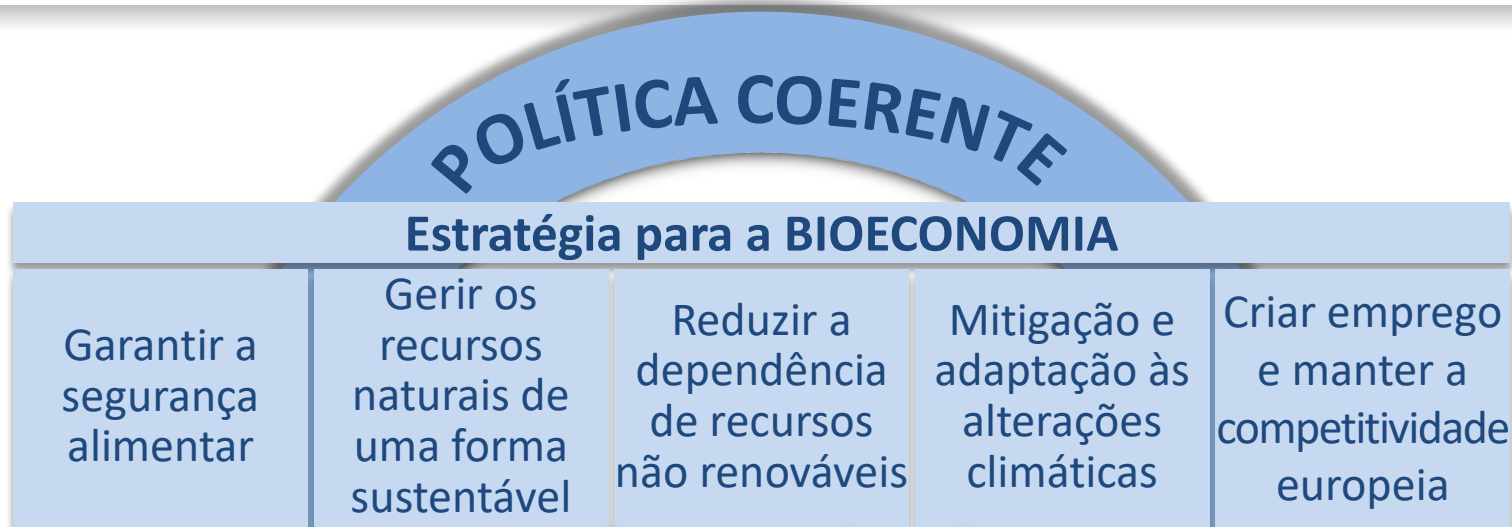 POLÍTICA COERENTE
Estratégia para a BIOECONOMIA
Garantir a
segurança
alimentar
Gerir os
recursos
naturais de
uma forma
sustentável
Reduzir a
dependência
de recursos
não renováveis
Mitigação e
adaptação às
alterações
climáticas
Criar emprego
e manter a
competitividade
europeia